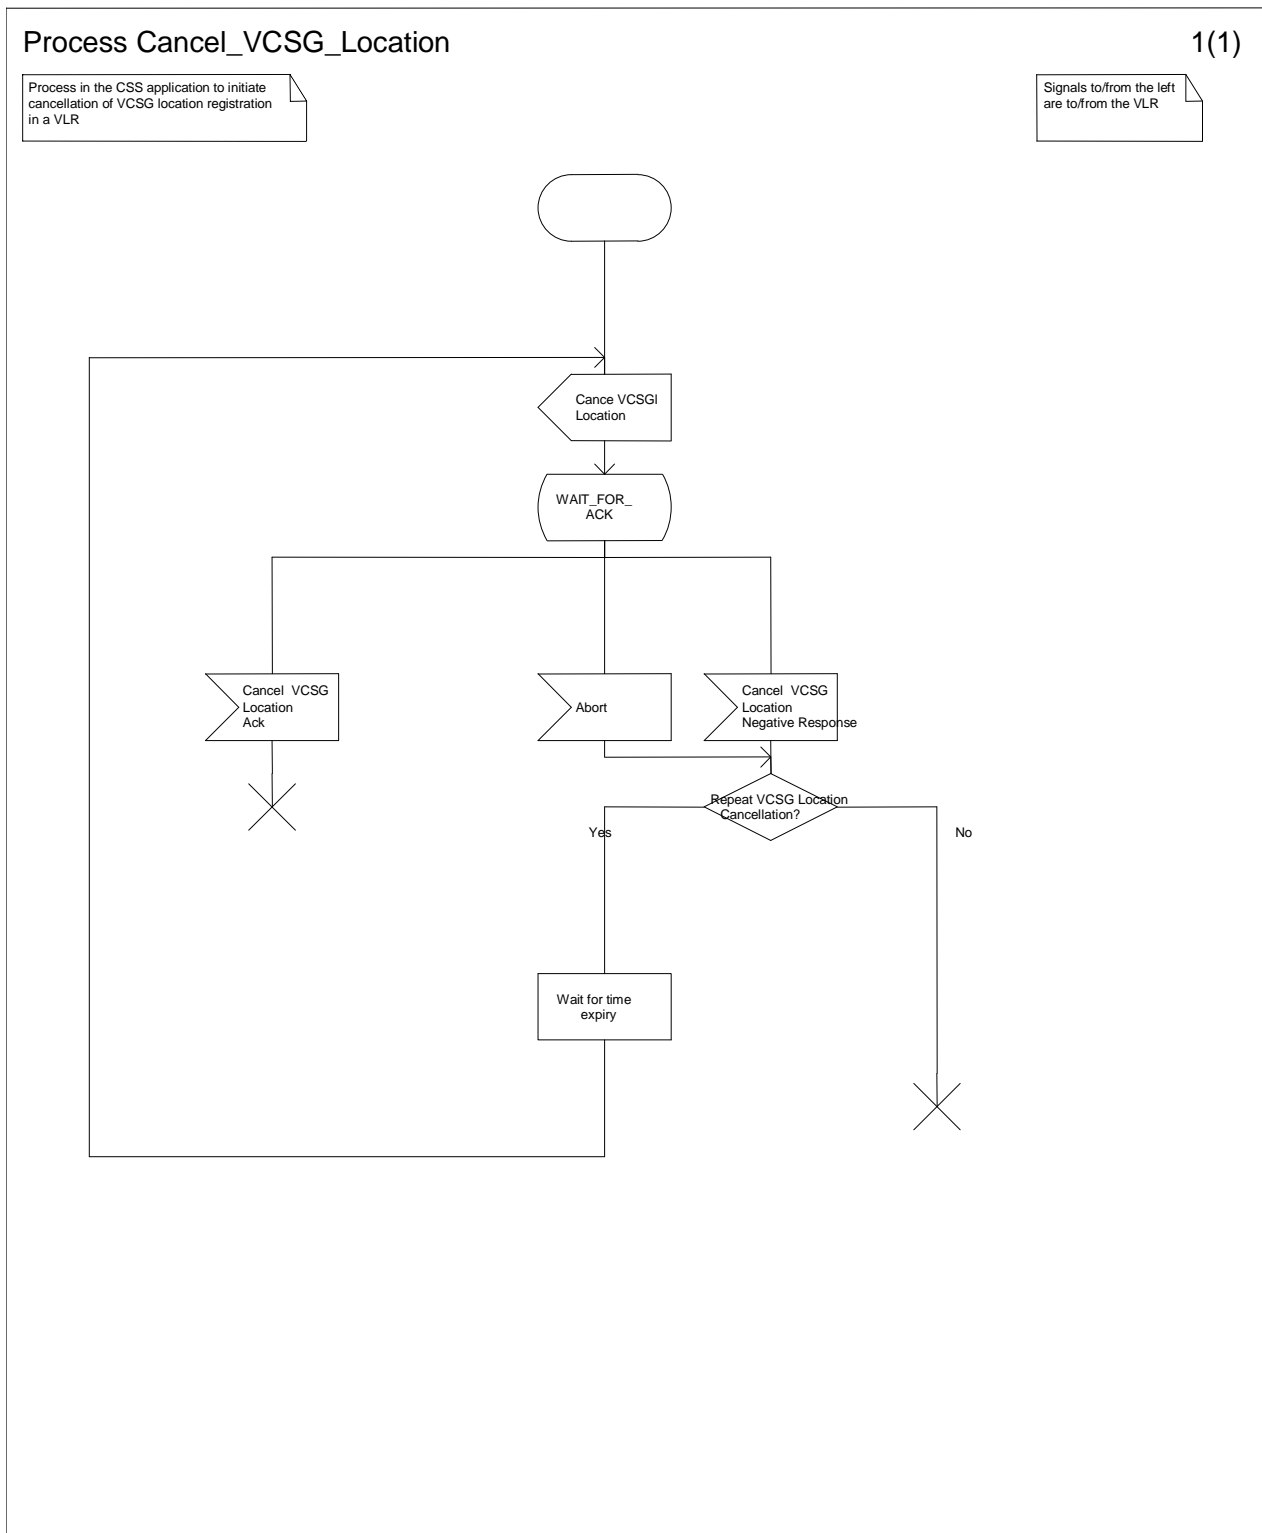 Process Cancel_VCSG_Location
1(1)
Process in the CSS application to initiate
cancellation of VCSG location registration
in a VLR
Signals to/from the left
are to/from the VLR
Cance VCSGl
Location
WAIT_FOR_
ACK
Cancel VCSG
Location
Ack
Abort
Cancel VCSG
Location
Negative Response
Repeat VCSG Location
Cancellation?
Yes
No
Wait for time
expiry